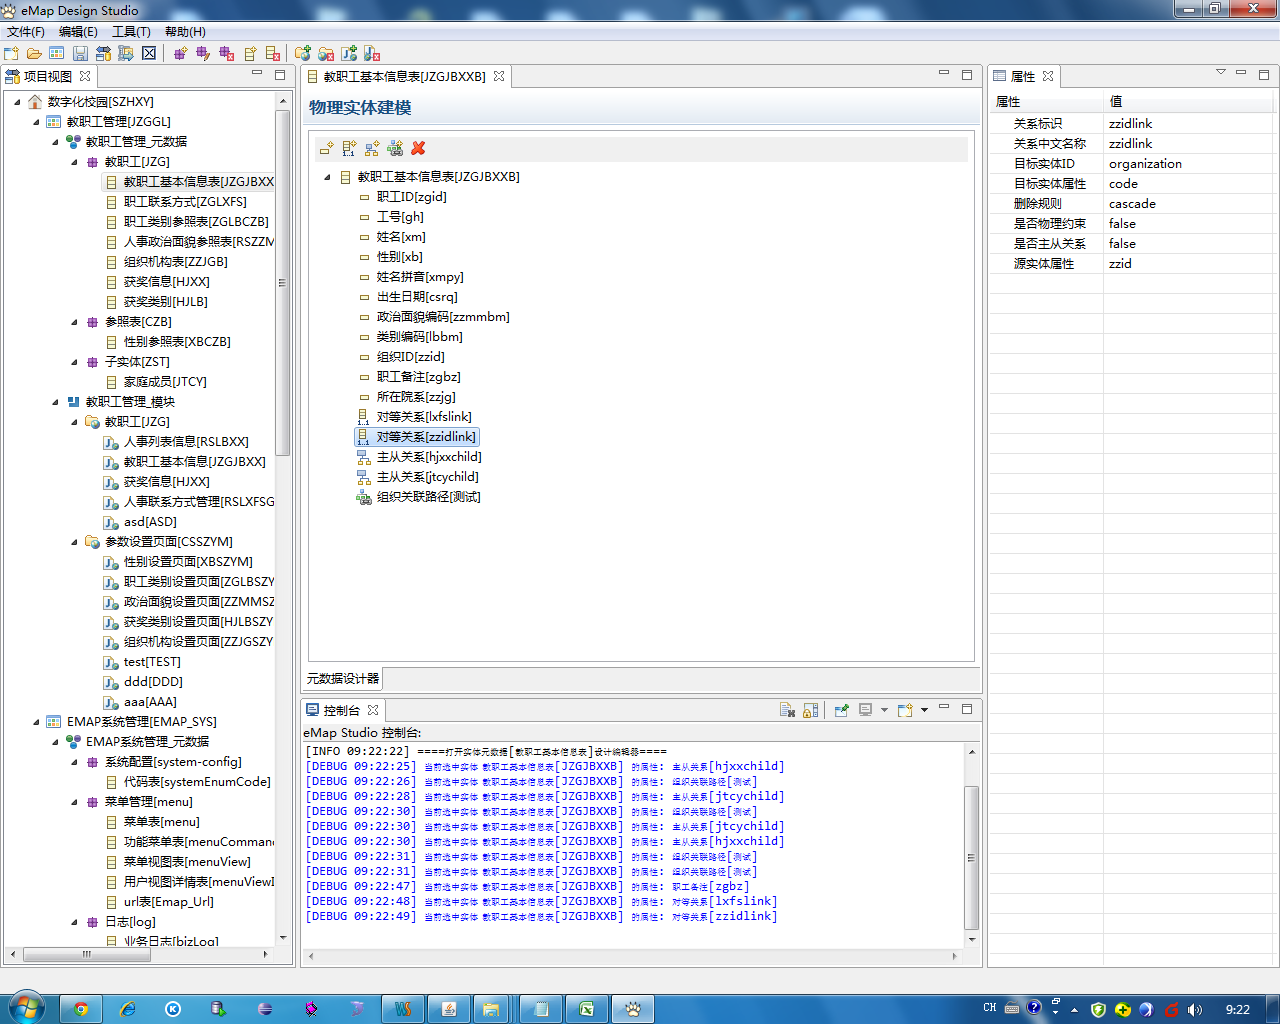 eMap Design Studio
文件(F) 编辑(E) 工具(T) 帮助(H)
项目视图
数字化校园[SZHXY]
教职工管理[JZGGL]
教职工管理_元数据
教职工[JZG]
教职工基本信息表[JZGJBXX
职工联系方式[ZGLXFS]
职工类别参照表[ZGLBCZB]
人事政治面貌参照表[RSZZM
组织机构表[ZZJGB]
获奖信息[HJXX]
获奖类别[HJLB]
参照表[CZB]
性别参照表[XBCZB]
子实体[ZST]
家庭成员[JTCY]
教职工管理_模块
教职工[JZG]
人事列表信息[RSLBXX]
教职工基本信息[JZGJBXX]
获奖信息[HJXX]
人事联系方式管理[RSLXFSG
asd[ASD]
参数设置页面[CSSZYM]
性别设置页面[XBSZYM]
职工类别设置页面[ZGLBSZY
政治面貌设置页面[ZZMMSZ
获奖类别设置页面[HJLBSZY
组织机构设置页面[ZZJGSZY
test[TEST]
ddd[DDD]
aaa[AAA]
EMAP系统管理[EMAP_SYS]
EMAP系统管理_元数据
系统配置[system-config]
代码表[systemEnumCode]
菜单管理[menu]
菜单表[menu]
功能菜单表[menuComman
菜单视图表[menuView]
用户视图详情表[menuViewI
url表[Emap_Url]
日志[log]
业务日志[bizLog]
教职工基本信息表[JZGJBXXB]
物理实体建模
教职工基本信息表[JZGJBXXB]
职工ID[zgid]
工号[gh]
姓名[xm]
性别[xb]
姓名拼音[xmpy]
出生日期[csrq]
政治面貌编码[zzmmbm]
类别编码[lbbm]
组织ID[zzid]
职工备注[zgbz]
所在院系[zzjg]
对等关系[lxfslink]
对等关系[zzidlink]
主从关系[hjxxchild]
主从关系[jtcychild]
组织关联路径[测试]
元数据设计器
控制台
eMap Studio 控制台:
[INFO 09:22:22] ====打开实体元数据[教职工基本信息表]设计编辑器====
[DEBUG 09:22:25] 当前选中实体 教职工基本信息表[JZGJBXXB] 的属性: 主从关系[hjxxchild]
[DEBUG 09:22:26] 当前选中实体 教职工基本信息表[JZGJBXXB] 的属性: 组织关联路径[测试]
[DEBUG 09:22:28] 当前选中实体 教职工基本信息表[JZGJBXXB] 的属性: 主从关系[jtcychild]
[DEBUG 09:22:30] 当前选中实体 教职工基本信息表[JZGJBXXB] 的属性: 组织关联路径[测试]
[DEBUG 09:22:30] 当前选中实体 教职工基本信息表[JZGJBXXB] 的属性: 主从关系[jtcychild]
[DEBUG 09:22:30] 当前选中实体 教职工基本信息表[JZGJBXXB] 的属性: 主从关系[hjxxchild]
[DEBUG 09:22:31] 当前选中实体 教职工基本信息表[JZGJBXXB] 的属性: 组织关联路径[测试]
[DEBUG 09:22:31] 当前选中实体 教职工基本信息表[JZGJBXXB] 的属性: 组织关联路径[测试]
[DEBUG 09:22:47] 当前选中实体 教职工基本信息表[JZGJBXXB] 的属性: 职工备注[zgbz]
[DEBUG 09:22:48] 当前选中实体 教职工基本信息表[JZGJBXXB] 的属性: 对等关系[lxfslink]
[DEBUG 09:22:49] 当前选中实体 教职工基本信息表[JZGJBXXB] 的属性: 对等关系[zzidlink]
属性
属性 值
关系标识 zzidlink
关系中文名称 zzidlink
目标实体ID organization
目标实体属性 code
删除规则 cascade
是否物理约束 false
是否主从关系 false
源实体属性 zzid
CH
9:22